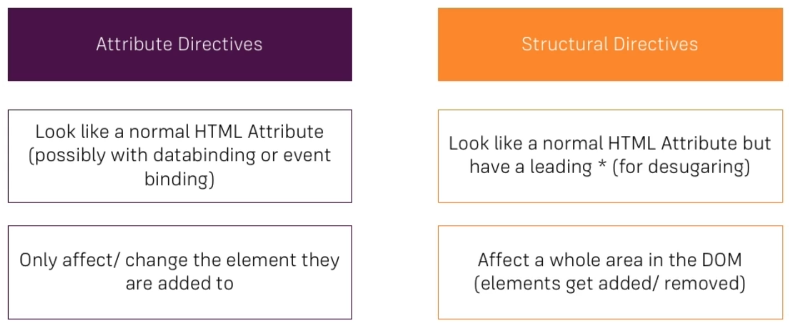 Attribute Directives
Structural Directives
Look like a normal HTML Attribute
(possibly with databinding or event
binding)
Look like a normal HTML Attribute but
have a leading * (for desugaring)
Only affect/ change the element they
are added to
Affect a whole area in the DOM
(elements get added/ removed)